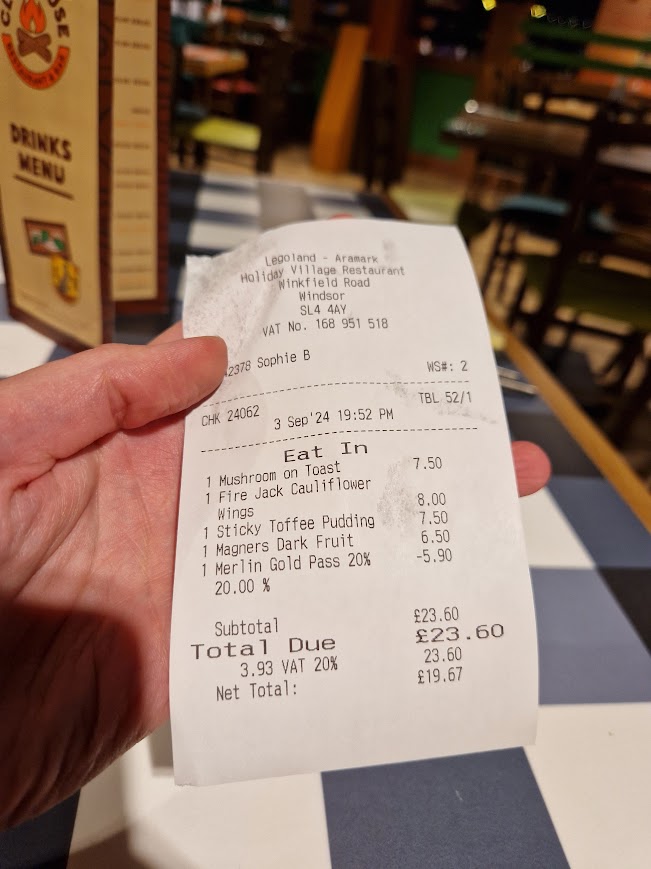 DRINKS
MENU
Legoland - Aramark
Holiday Village Restaurant
Winkfield Road
Windsor
SL4 4AY
VAT No. 168 951 518
2378 Sophie B WS#: 2
CHK 24062 TBL 52/1
3 Sep'24 19:52 PM
Eat In
1 Mushroom on Toast 7.50
1 Fire Jack Cauliflower
Wings 8.00
1 Sticky Toffee Pudding 7.50
1 Magners Dark Fruit 6.50
1 Merlin Gold Pass 20% -5.90
20.00 %
Subtotal £23.60
Total Due £23.60
3.93 VAT 20% 23.60
Net Total: £19.67